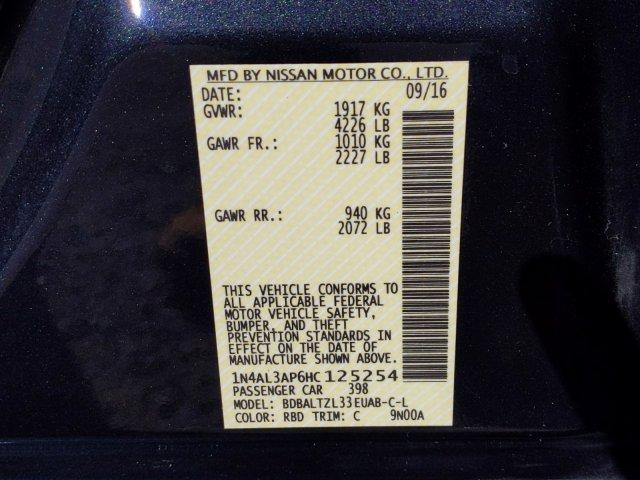 MFD BY NISSAN MOTOR CO., LTD.
DATE: 09/16
GVWR: 1917 KG
4226 LB
GAWR FR.: 1010 KG
2227 LB
GAWR RR.: 940 KG
2072 LB
THIS VEHICLE CONFORMS TO
ALL APPLICABLE FEDERAL
MOTOR VEHICLE SAFETY,
BUMPER, AND THEFT
PREVENTION STANDARDS IN
EFFECT ON THE DATE OF
MANUFACTURE SHOWN ABOVE.
1N4AL3AP6HC 125254
PASSENGER CAR 398
MODEL: BDBALTZL33EUAB-C-L
COLOR: RBD TRIM: C 9N00A